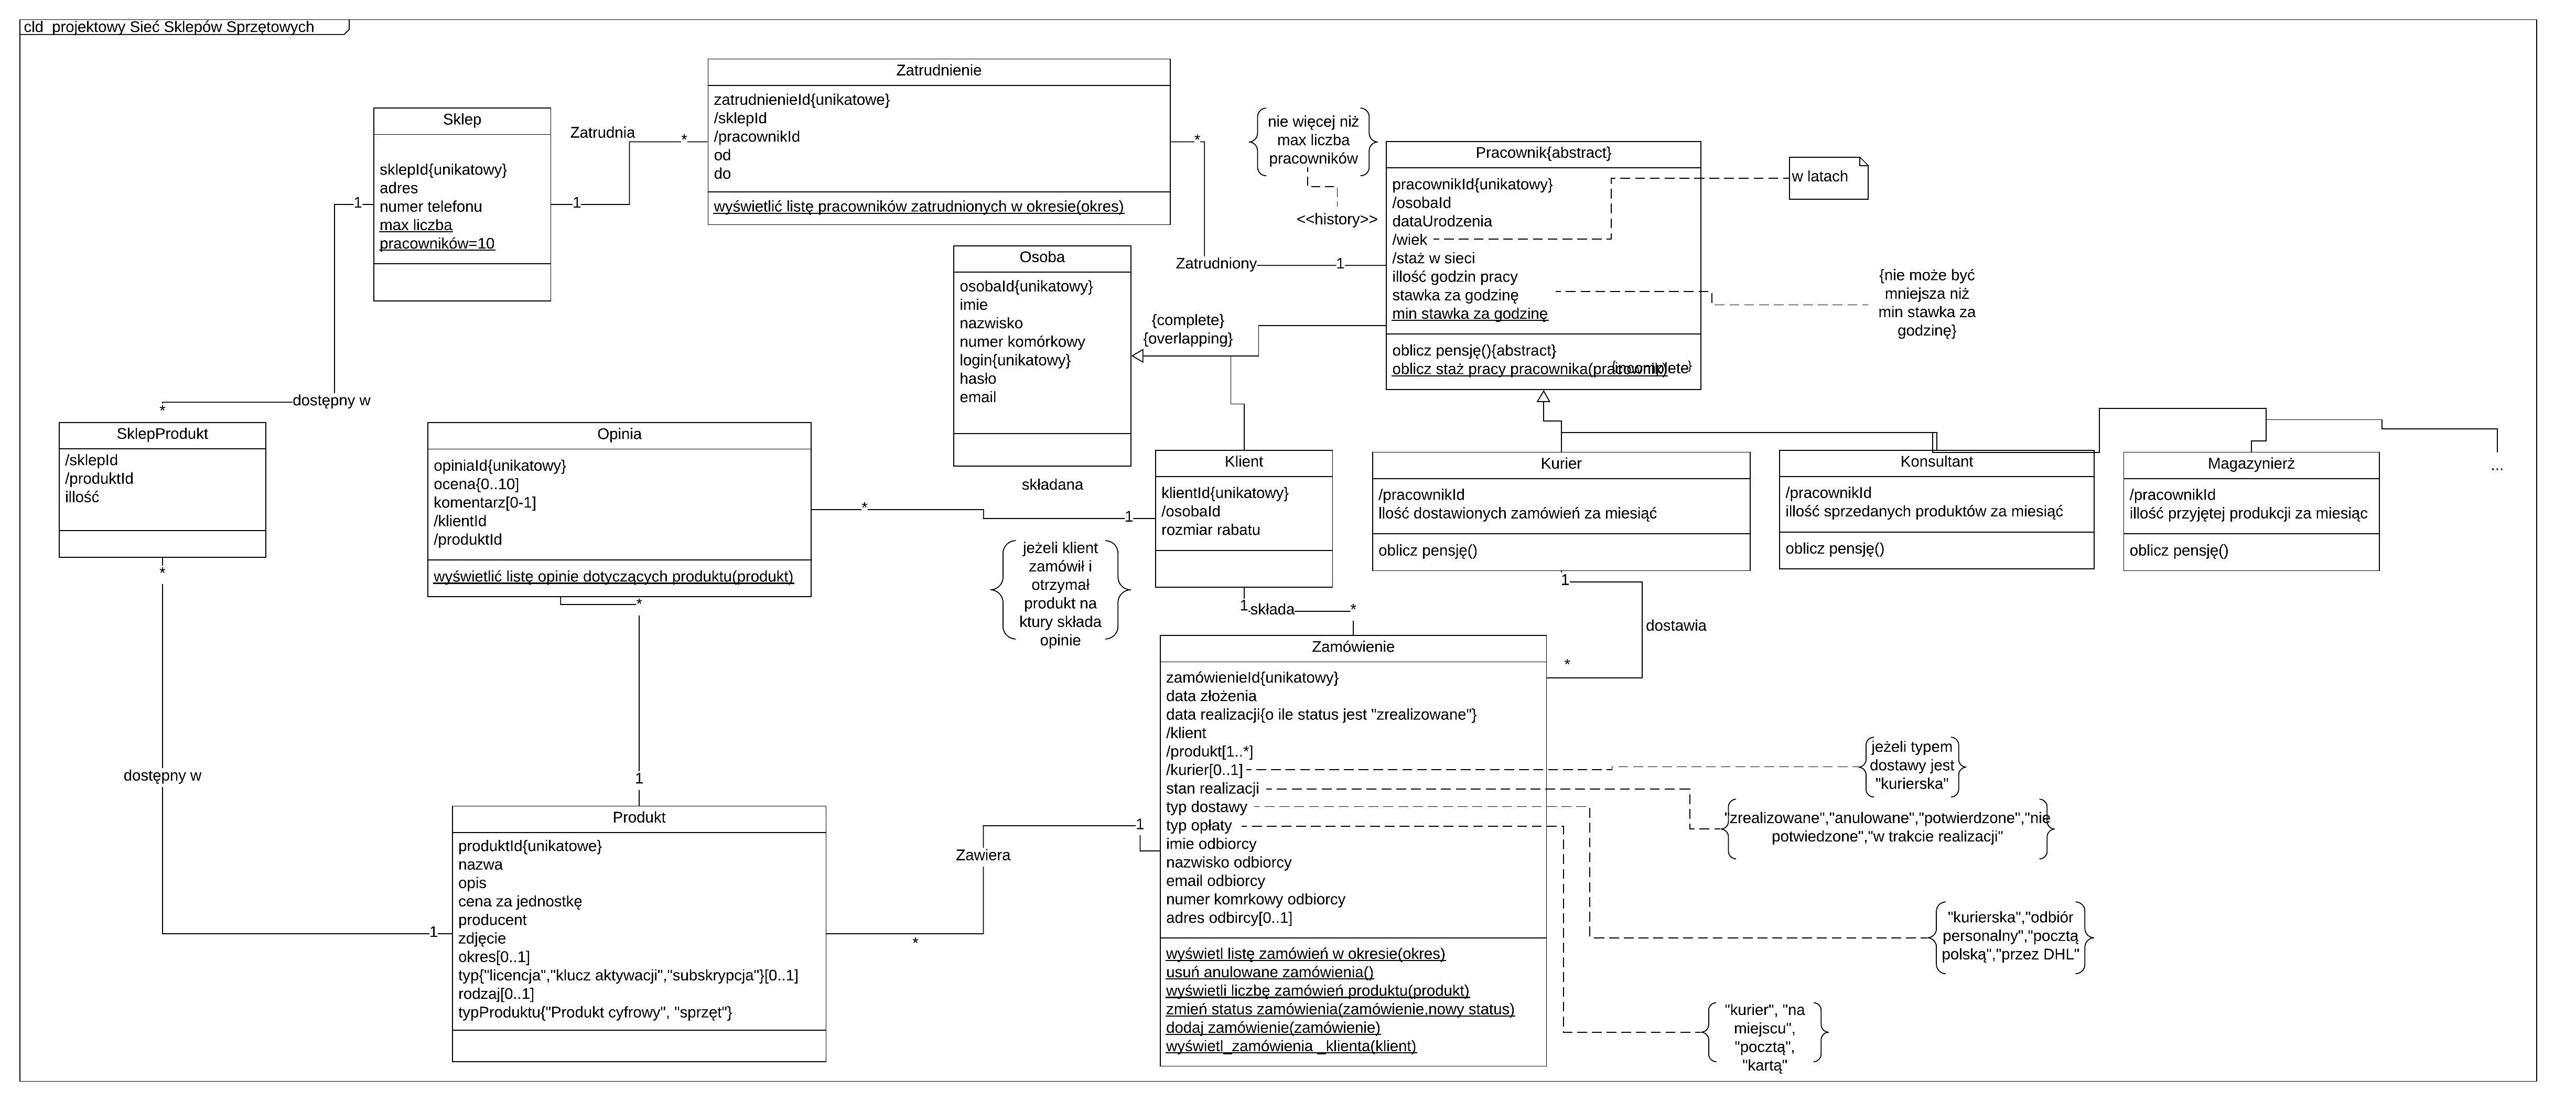 cld projektowy Sieć Sklepów Sprzętowych
Zatrudnienie
zatrudnienieId{unikatowe}
/sklepId
/pracownikId
od
do
wyświetlić listę pracowników zatrudnionych w okresie(okres)
Sklep
sklepId{unikatowy}
adres
numer telefonu
max liczba
pracowników=10
Zatrudnia
*
1
1
*
nie więcej niż
max liczba
pracowników
<<history>>
Zatrudniony
1
Pracownik{abstract}
pracownikId{unikatowy}
/osobaId
dataUrodzenia
/wiek
/staż w sieci
illość godzin pracy
stawka za godzinę
min stawka za godzinę
oblicz pensję(){abstract}
oblicz staż pracy pracownika(pracownik)
{incomplete}
w latach
{nie może być
mniejsza niż
min stawka za
godzinę}
Osoba
osobaId{unikatowy}
imie
nazwisko
numer komórkowy
login{unikatowy}
hasło
email
{complete}
{overlapping}
dostępny w
*
SklepProdukt
/sklepId
/produktId
illość
*
Opinia
opiniaId{unikatowy}
ocena{0..10]
komentarz[0-1]
/klientId
/produktId
wyświetlić listę opinie dotyczących produktu(produkt)
*
składana
*
1
Klient
klientId{unikatowy}
/osobaId
rozmiar rabatu
jeżeli klient
zamówił i
otrzymał
produkt na
ktury składa
opinie
Kurier
/pracownikId
Ilość dostawionych zamówień za miesiąć
oblicz pensję()
Konsultant
/pracownikId
illość sprzedanych produktów za miesiąć
oblicz pensję()
Magazynierż
/pracownikId
illość przyjętej produkcji za miesiąc
oblicz pensję()
...
1
składa
*
1
dostawia
*
Zamówienie
zamówienieId{unikatowy}
data złożenia
data realizacji{o ile status jest "zrealizowane"}
/klient
/produkt[1..*]
/kurier[0..1]
stan realizacji
typ dostawy
typ opłaty
imie odbiorcy
nazwisko odbiorcy
email odbiorcy
numer komrkowy odbiorcy
adres odbircy[0..1]
wyświetl listę zamówień w okresie(okres)
usuń anulowane zamówienia()
wyświetli liczbę zamówień produktu(produkt)
zmień status zamówienia(zamówienie,nowy status)
dodaj zamówienie(zamówienie)
wyświetl_zamówienia _klienta(klient)
jeżeli typem
dostawy jest
"kurierska"
"zrealizowane","anulowane","potwierdzone","nie
potwiedzone","w trakcie realizacji"
"kurierska","odbiór
personalny","pocztą
polską","przez DHL"
"kurier", "na
miejscu",
"pocztą",
"kartą"
dostępny w
1
1
Produkt
produktId{unikatowe}
nazwa
opis
cena za jednostkę
producent
zdjęcie
okres[0..1]
typ{"licencja","klucz aktywacji","subskrypcja"}[0..1]
rodzaj[0..1]
typProduktu{"Produkt cyfrowy", "sprzęt"}
Zawiera
1
*